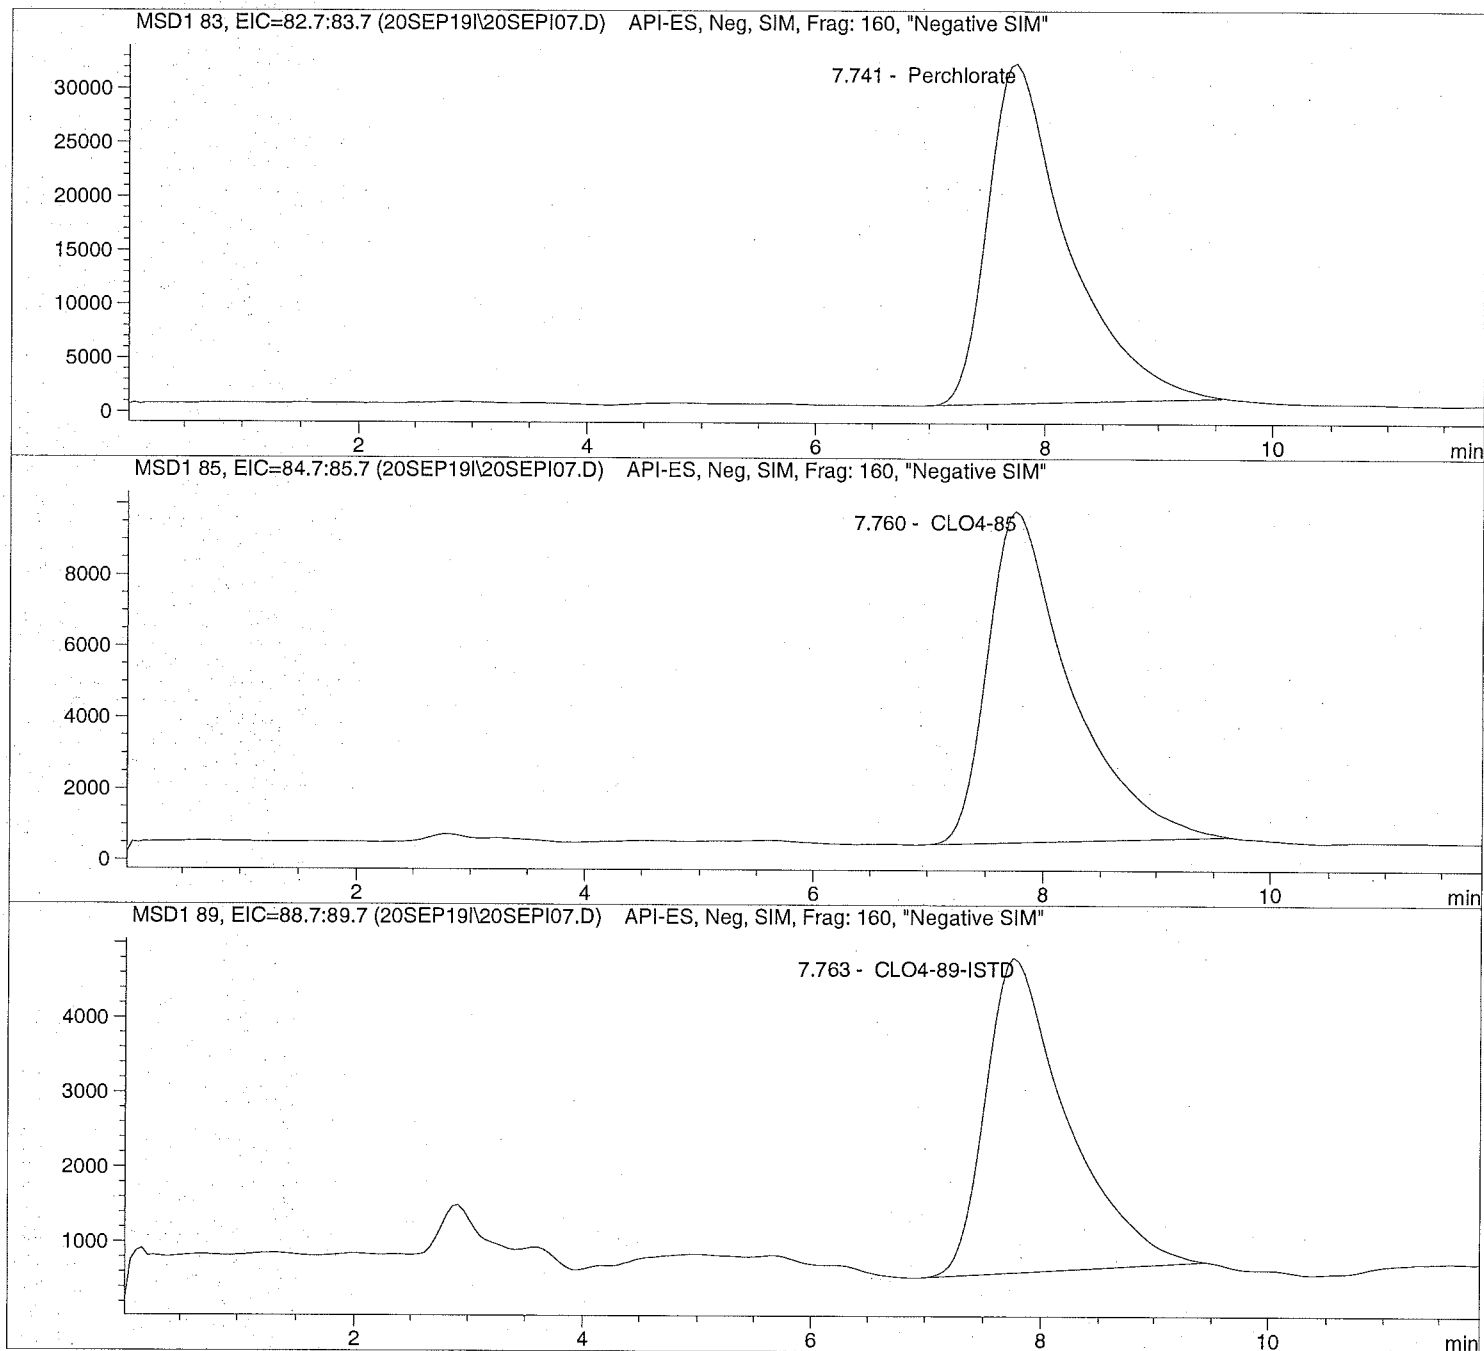 MSD1 83, EIC=82.7:83.7 (20SEP19I\20SEPI07.D) API-ES, Neg, SIM, Frag: 160, "Negative SIM"
7.741 - Perchlorate
30000
25000
20000
15000
10000
5000
0
2 4 6 8 10 min
MSD1 85, EIC=84.7:85.7 (20SEP19I\20SEPI07.D) API-ES, Neg, SIM, Frag: 160, "Negative SIM"
7.760 - CLO4-85
8000
6000
4000
2000
0
2 4 6 8 10 min
MSD1 89, EIC=88.7:89.7 (20SEP19I\20SEPI07.D) API-ES, Neg, SIM, Frag: 160, "Negative SIM"
7.763 - CLO4-89-ISTD
4000
3000
2000
1000
2 4 6 8 10 min